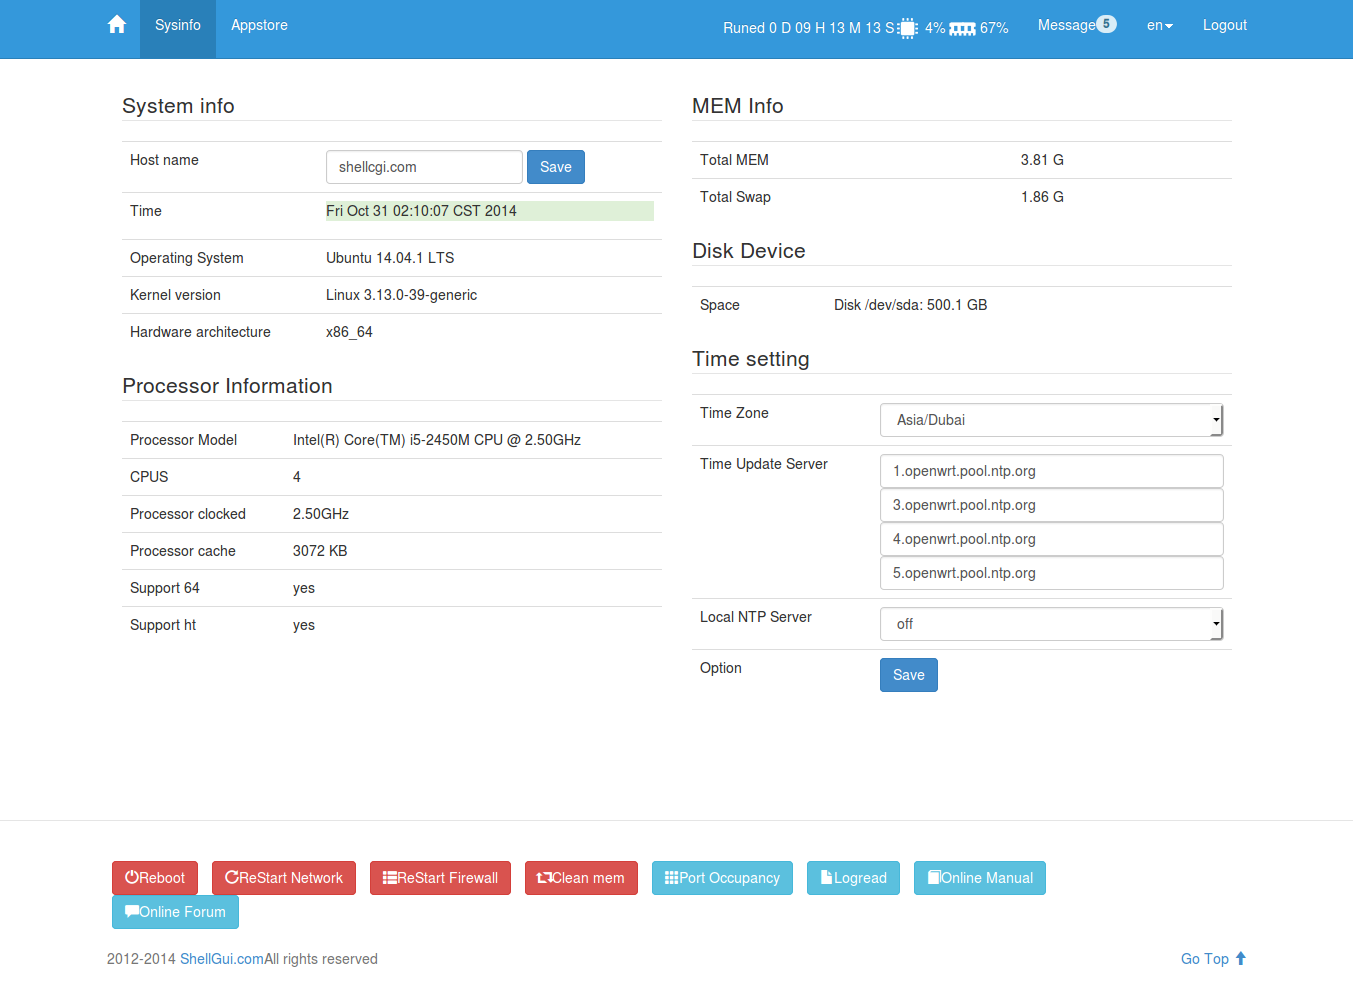 Sysinfo Appstore Runed 0 D 09 H 13 M 13 S 4% 67% Message 5 en Logout
System info
Host name shellcgi.com Save
Time Fri Oct 31 02:10:07 CST 2014
Operating System Ubuntu 14.04.1 LTS
Kernel version Linux 3.13.0-39-generic
Hardware architecture x86_64
Processor Information
Processor Model Intel(R) Core(TM) i5-2450M CPU @ 2.50GHz
CPUS 4
Processor clocked 2.50GHz
Processor cache 3072 KB
Support 64 yes
Support ht yes
MEM Info
Total MEM 3.81 G
Total Swap 1.86 G
Disk Device
Space Disk /dev/sda: 500.1 GB
Time setting
Time Zone Asia/Dubai
Time Update Server 1.openwrt.pool.ntp.org
3.openwrt.pool.ntp.org
4.openwrt.pool.ntp.org
5.openwrt.pool.ntp.org
Local NTP Server off
Option Save
Reboot ReStart Network ReStart Firewall Clean mem Port Occupancy Logread Online Manual
Online Forum
2012-2014 ShellGui.comAll rights reserved Go Top